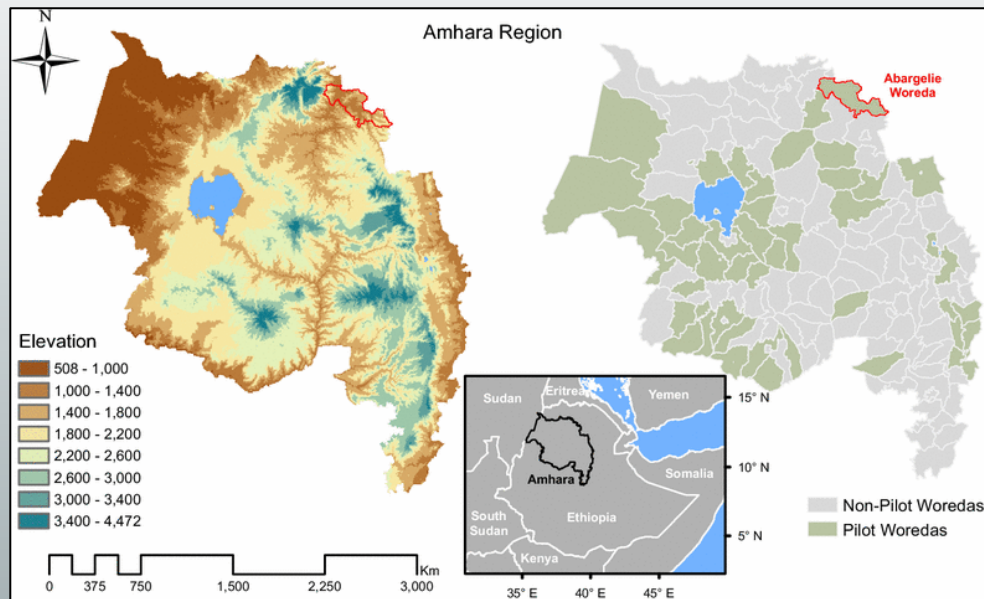 Amhara Region
N
Abargelie
Woreda
Elevation
508 - 1,000
1,000 - 1,400
1,400 - 1,800
1,800 - 2,200
2,200 - 2,600
2,600 - 3,000
3,000 - 3,400
3,400 - 4,472
Km
0 375 750 1,500 2,250 3,000
Sudan
Eritrea
Yemen
Amhara
Somalia
Ethiopia
South
Sudan
Kenya
15° N
10° N
5° N
35° E 40° E 45° E
Non-Pilot Woredas
Pilot Woredas